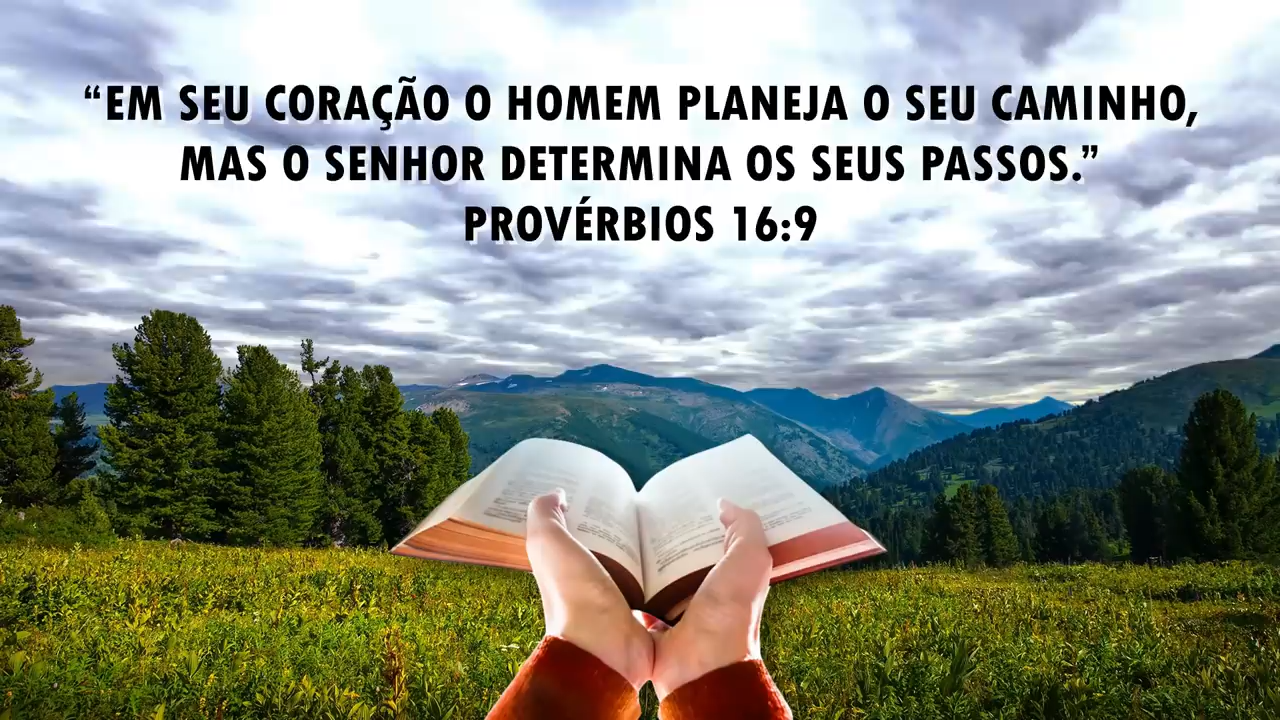 “EM SEU CORAÇÃO O HOMEM PLANEJA O SEU CAMINHO,
MAS O SENHOR DETERMINA OS SEUS PASSOS.”
PROVÉRBIOS 16:9